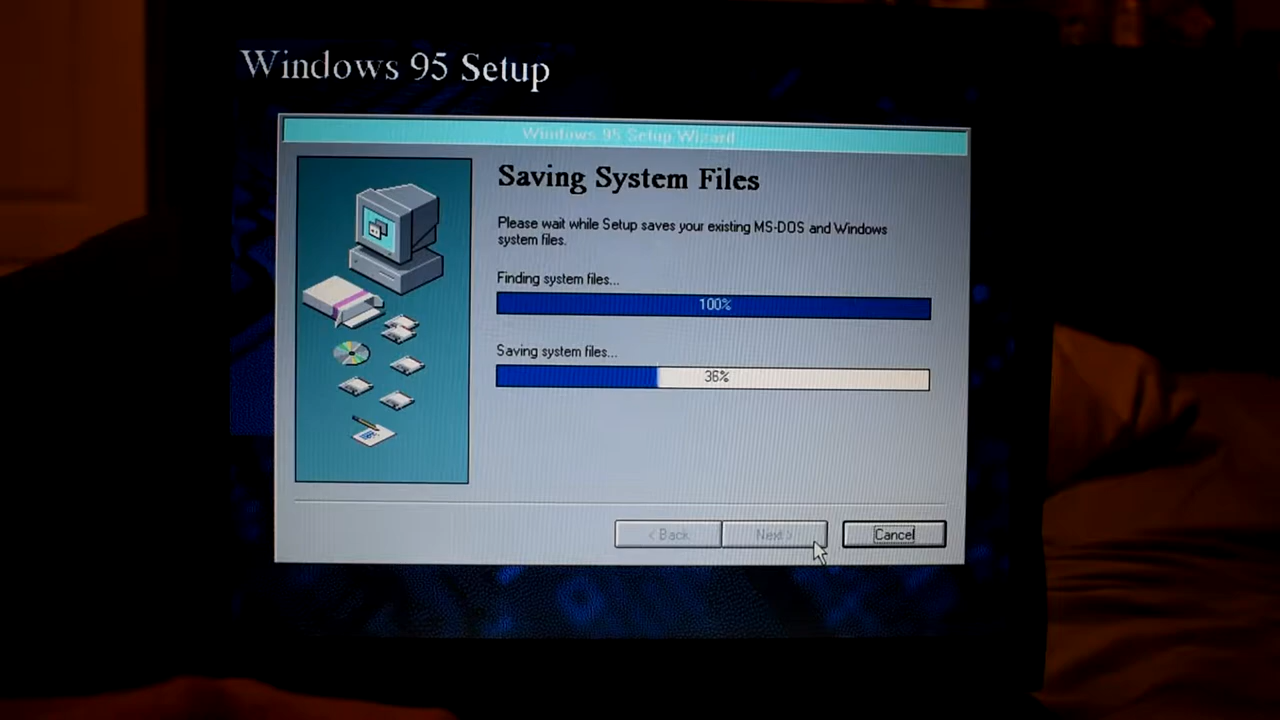 Windows 95 Setup
Windows 95 Setup Wizard
Saving System Files
Please wait while Setup saves your existing MS-DOS and Windows
system files.
Finding system files...
100%
Saving system files...
36%
< Back
Next >
Cancel